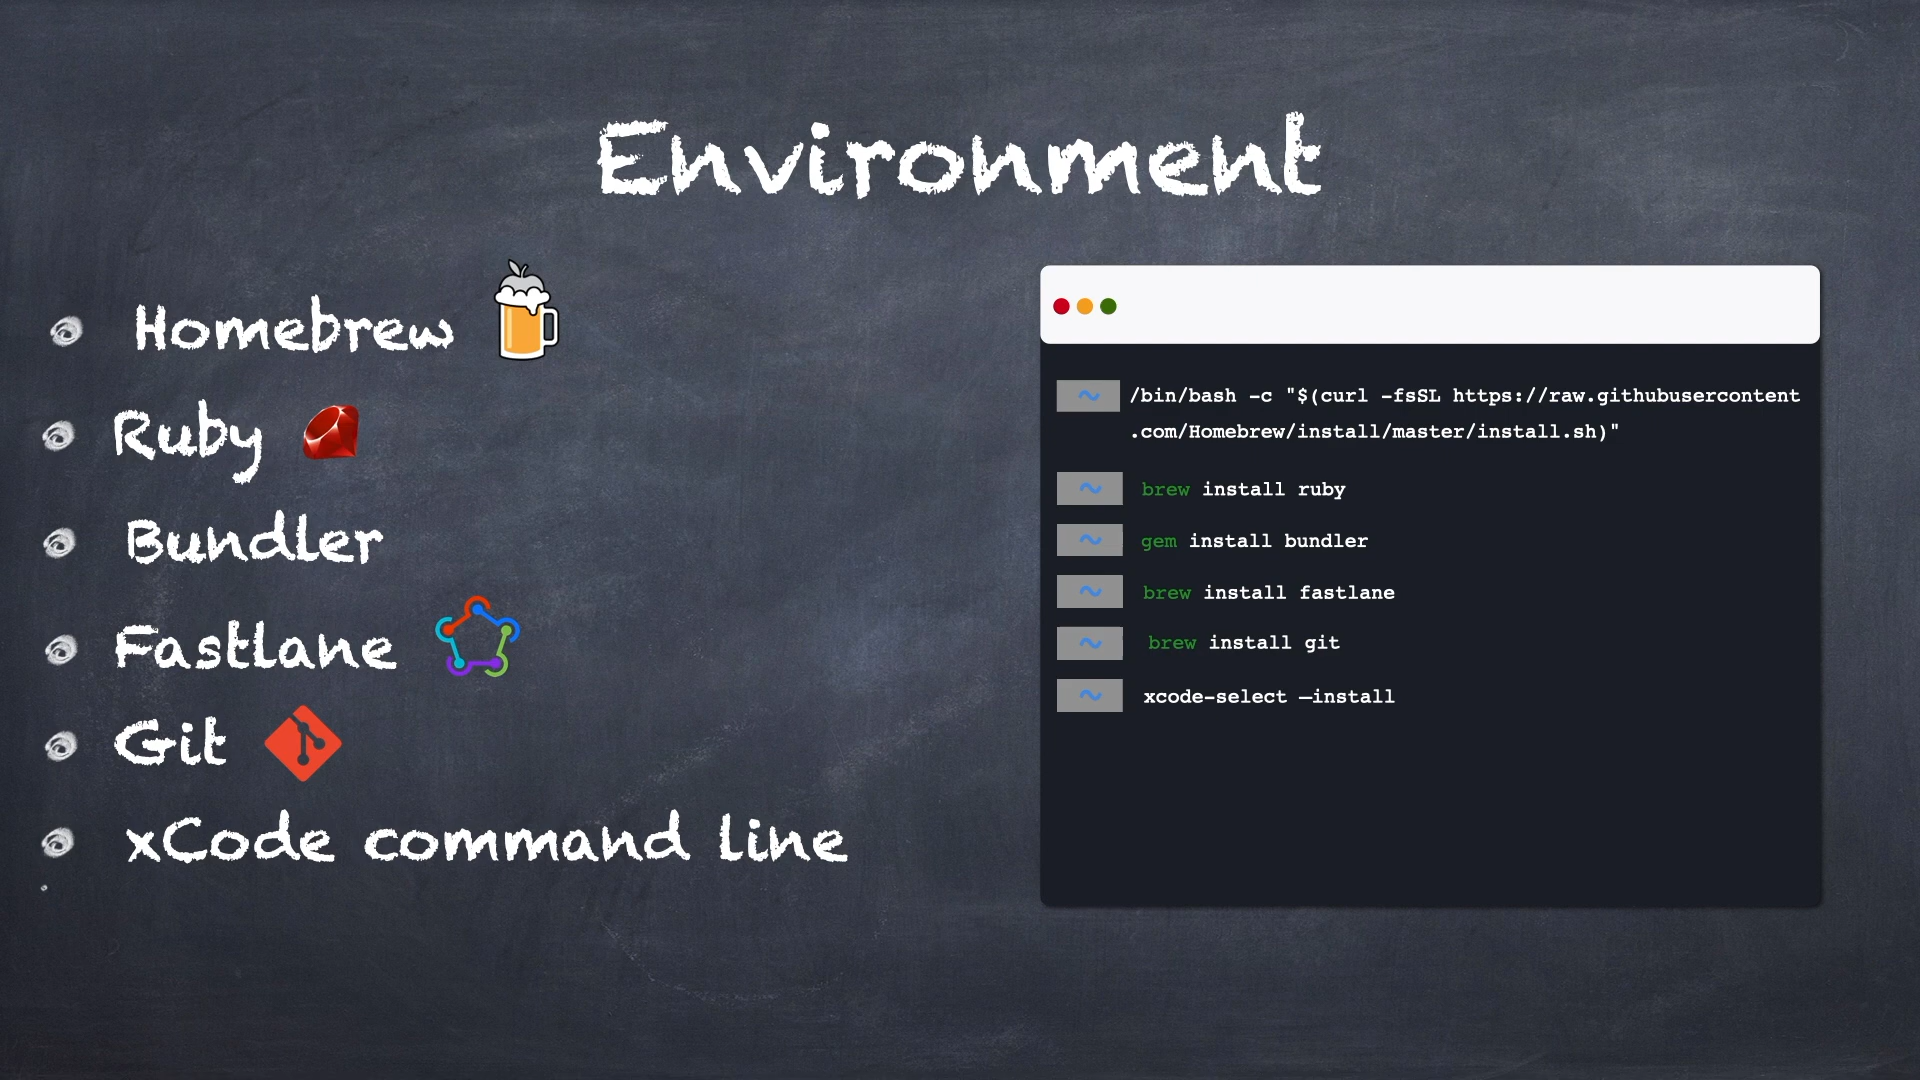 Environment
Homebrew
Ruby
Bundler
Fastlane
Git
xCode command line
~ /bin/bash -c "$(curl -fsSL https://raw.githubusercontent
.com/Homebrew/install/master/install.sh)"
~ brew install ruby
~ gem install bundler
~ brew install fastlane
~ brew install git
~ xcode-select —install